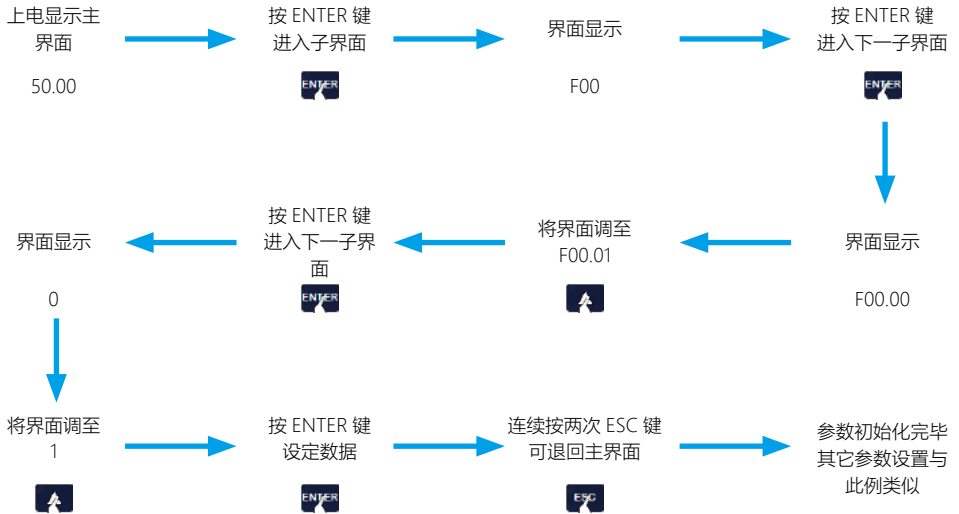 上电显示主
界面
50.00
按 ENTER 键
进入子界面
ENTER
界面显示
F00
按 ENTER 键
进入下一子界面
ENTER
界面显示
F00.00
将界面调至
F00.01
按 ENTER 键
进入下一子界
面
ENTER
界面显示
0
将界面调至
1
按 ENTER 键
设定数据
ENTER
连续按两次 ESC 键
可退回主界面
ESC
参数初始化完毕
其它参数设置与
此例类似